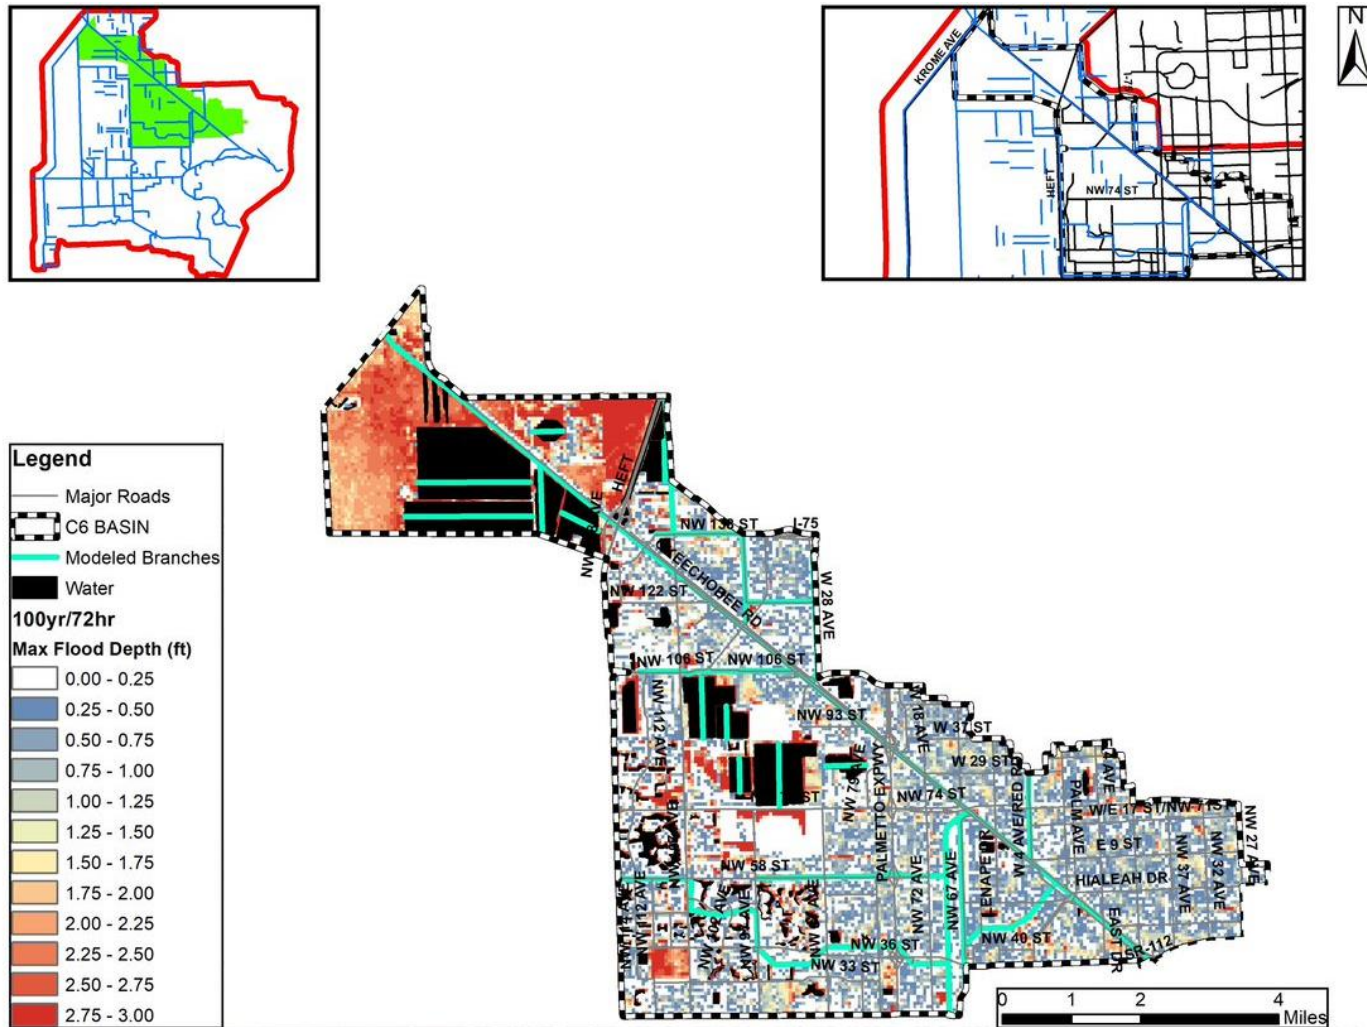 KROME AVE
I-75
HEFT
NW 74 ST
N
Legend
Major Roads
C6 BASIN
Modeled Branches
Water
100yr/72hr
Max Flood Depth (ft)
0.00 - 0.25
0.25 - 0.50
0.50 - 0.75
0.75 - 1.00
1.00 - 1.25
1.25 - 1.50
1.50 - 1.75
1.75 - 2.00
2.00 - 2.25
2.25 - 2.50
2.50 - 2.75
2.75 - 3.00
HEFT
NW 138 ST
I-75
KEECHOBEE RD
NW 122 ST
W 28 AVE
NW 106 ST
NW 106 ST
NW 112 AVE
NW 93 ST
W 18 AVE
W 37 ST
W 29 ST
NW 79 AVE
PALMETTO EXPWY
NW 74 ST
W 4 AVE/RED RD
PALM AVE
W/E 17 ST/NW 71 ST
NW 27 AVE
E 9 ST
LENAPE DR
NW 58 ST
HIALEAH DR
NW 37 AVE
NW 32 AVE
NW 114 AVE
NW 112 AVE
NW 72 AVE
NW 67 AVE
NW 36 ST
NW 40 ST
NW 33 ST
EAST DR
SR-112
0 1 2 4
Miles